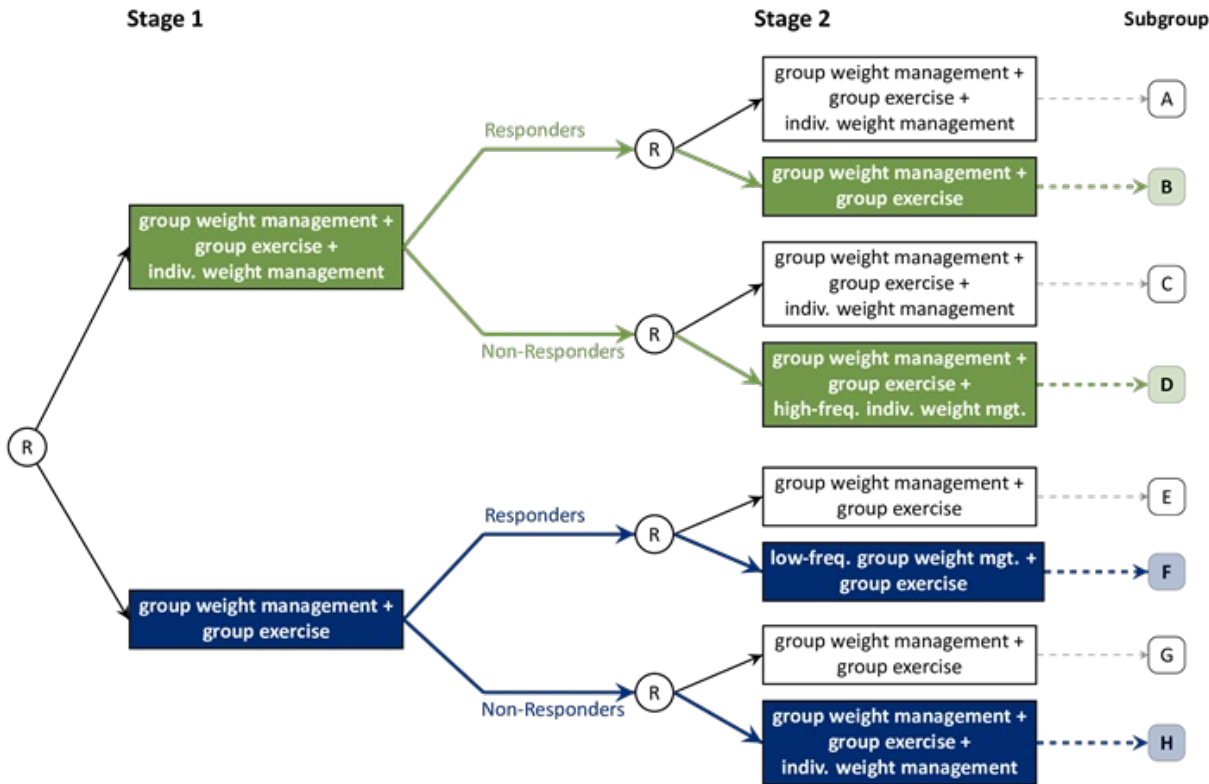 Stage 1
Stage 2
Subgroup
R
group weight management +
group exercise +
indiv. weight management
Responders
R
group weight management +
group exercise +
indiv. weight management
A
group weight management +
group exercise
B
Non-Responders
R
group weight management +
group exercise +
indiv. weight management
C
group weight management +
group exercise +
high-freq. indiv. weight mgt.
D
group weight management +
group exercise
Responders
R
group weight management +
group exercise
E
low-freq. group weight mgt. +
group exercise
F
Non-Responders
R
group weight management +
group exercise
G
group weight management +
group exercise +
indiv. weight management
H